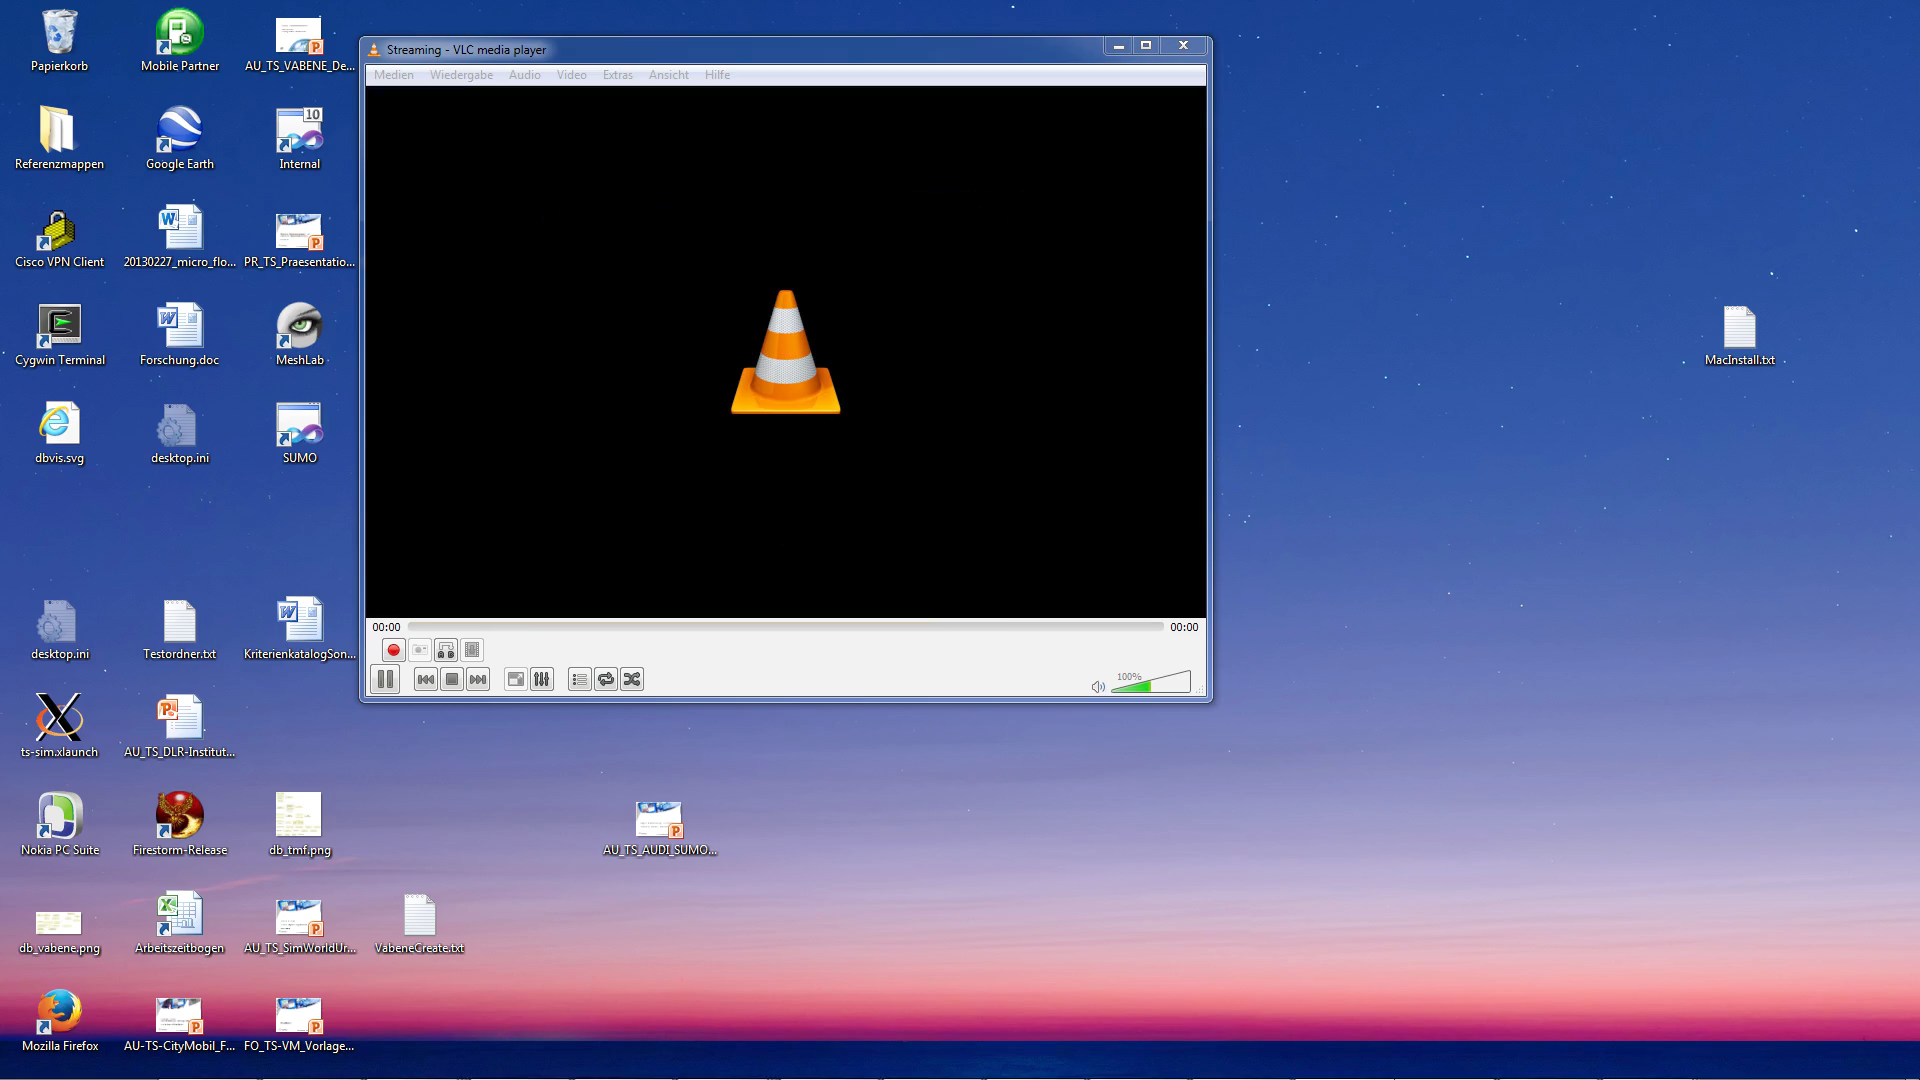 Papierkorb
Mobile Partner
AU_TS_VABENE_De...
Referenzmappen
Google Earth
10
Internal
Cisco VPN Client
20130227_micro_flo...
PR_TS_Praesentatio...
Cygwin Terminal
Forschung.doc
MeshLab
dbvis.svg
desktop.ini
SUMO
desktop.ini
Testordner.txt
KriterienkatalogSon...
ts-sim.xlaunch
AU_TS_DLR-Institut...
Nokia PC Suite
Firestorm-Release
db_tmf.png
AU_TS_AUDI_SUMO...
db_vabene.png
Arbeitszeitbogen
AU_TS_SimWorldUr...
VabeneCreate.txt
Mozilla Firefox
AU-TS-CityMobil_F...
FO_TS-VM_Vorlage...
Streaming - VLC media player
Medien Wiedergabe Audio Video Extras Ansicht Hilfe
00:00
00:00
100%
MacInstall.txt